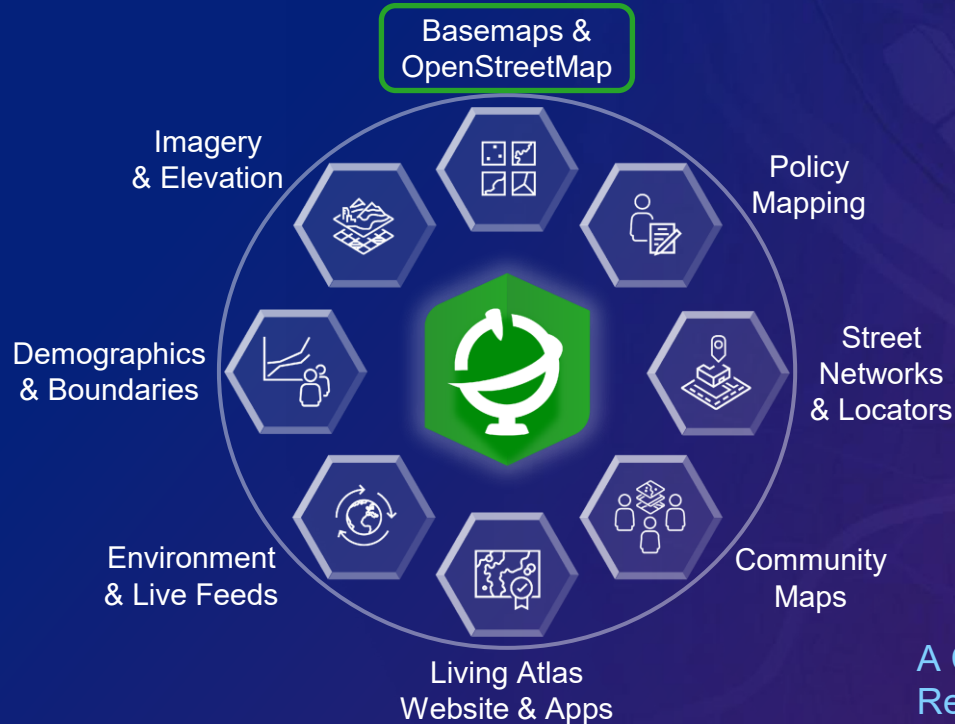 Basemaps &
OpenStreetMap
Imagery
& Elevation
Policy
Mapping
Demographics
& Boundaries
Street
Networks
& Locators
Environment
& Live Feeds
Community
Maps
Living Atlas
Website & Apps
A